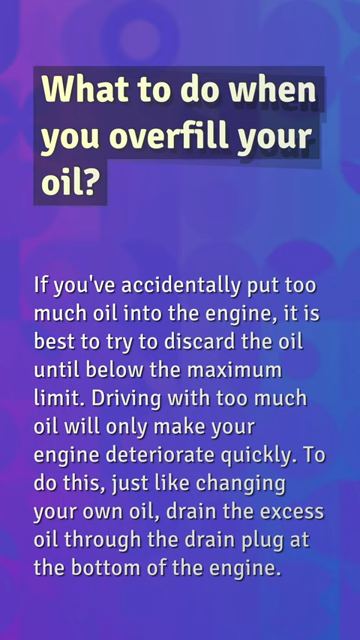 What to do when
you overfill your
oil?
If you've accidentally put too
much oil into the engine, it is
best to try to discard the oil
until below the maximum
limit. Driving with too much
oil will only make your
engine deteriorate quickly. To
do this, just like changing
your own oil, drain the excess
oil through the drain plug at
the bottom of the engine.